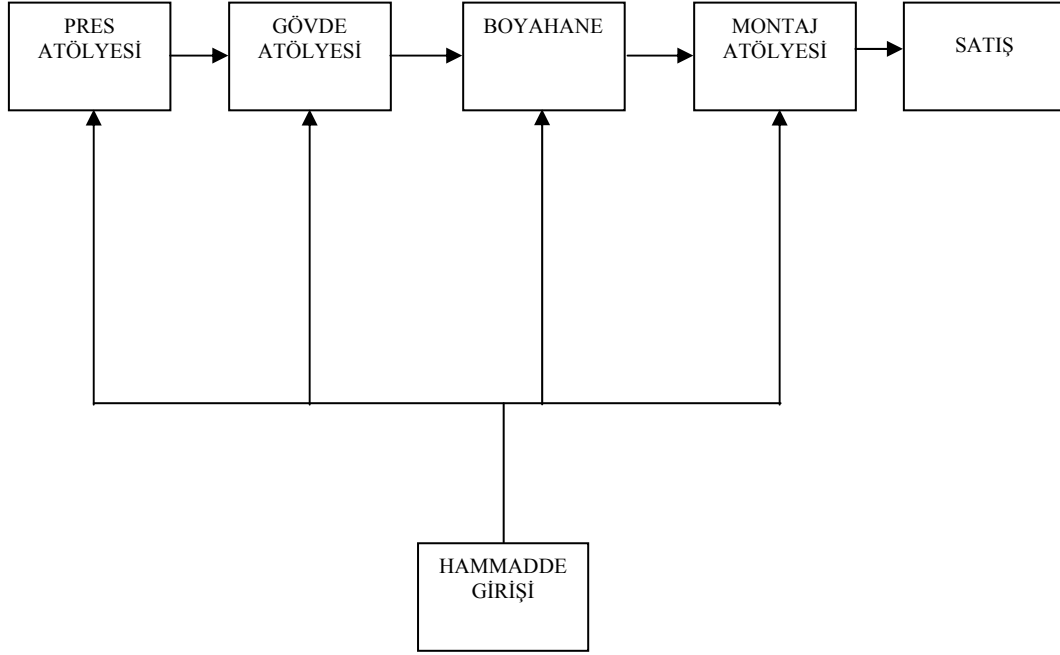 PRES
ATÖLYESİ
GÖVDE
ATÖLYESİ
BOYAHANE
MONTAJ
ATÖLYESİ
SATIŞ
HAMMADDE
GİRİŞİ